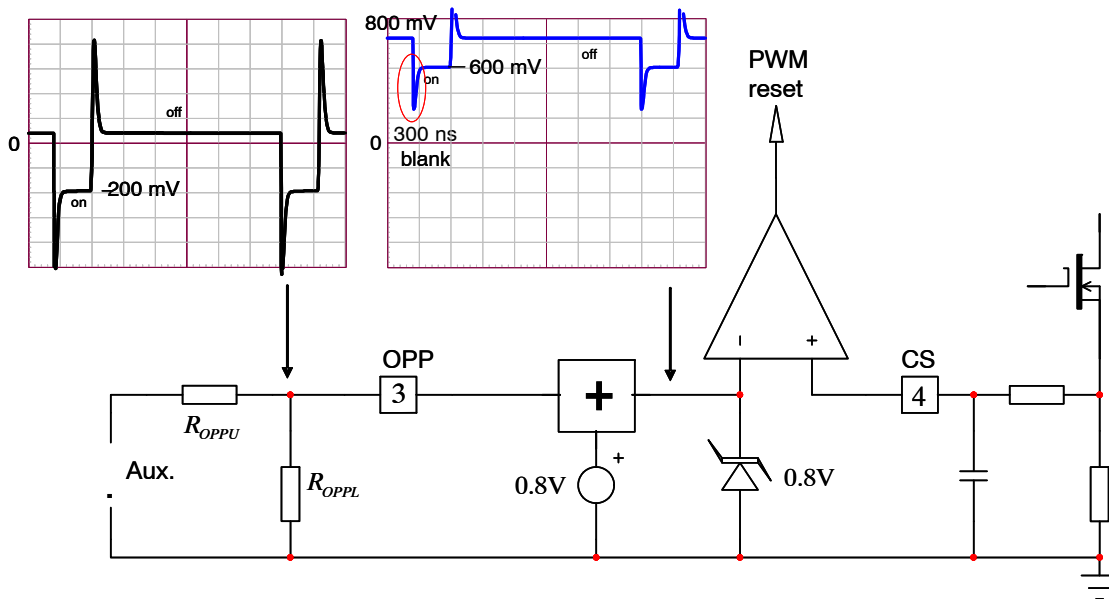 800 mV
off
on
600 mV
0
-200 mV
on
off
0
300 ns
blank
PWM
reset
OPP
3
R_OPPU
Aux.
R_OPPL
+
+
0.8V
0.8V
+
CS
4